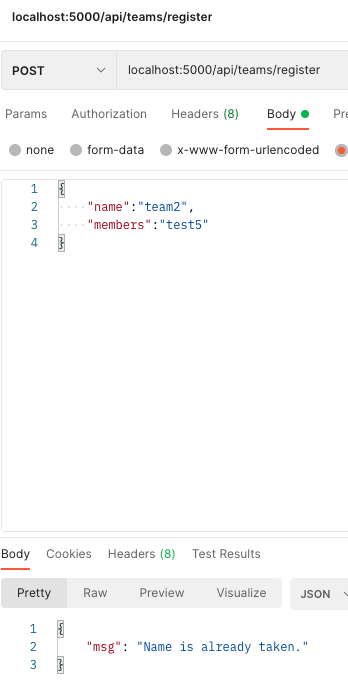 localhost:5000/api/teams/register
POST localhost:5000/api/teams/register
Params Authorization Headers (8) Body Pre
none form-data x-www-form-urlencoded
1 {
2 ····"name":"team2",
3 ····"members":"test5"
4 }
Body Cookies Headers (8) Test Results
Pretty Raw Preview Visualize JSON
1 {
2 "msg": "Name is already taken."
3 }